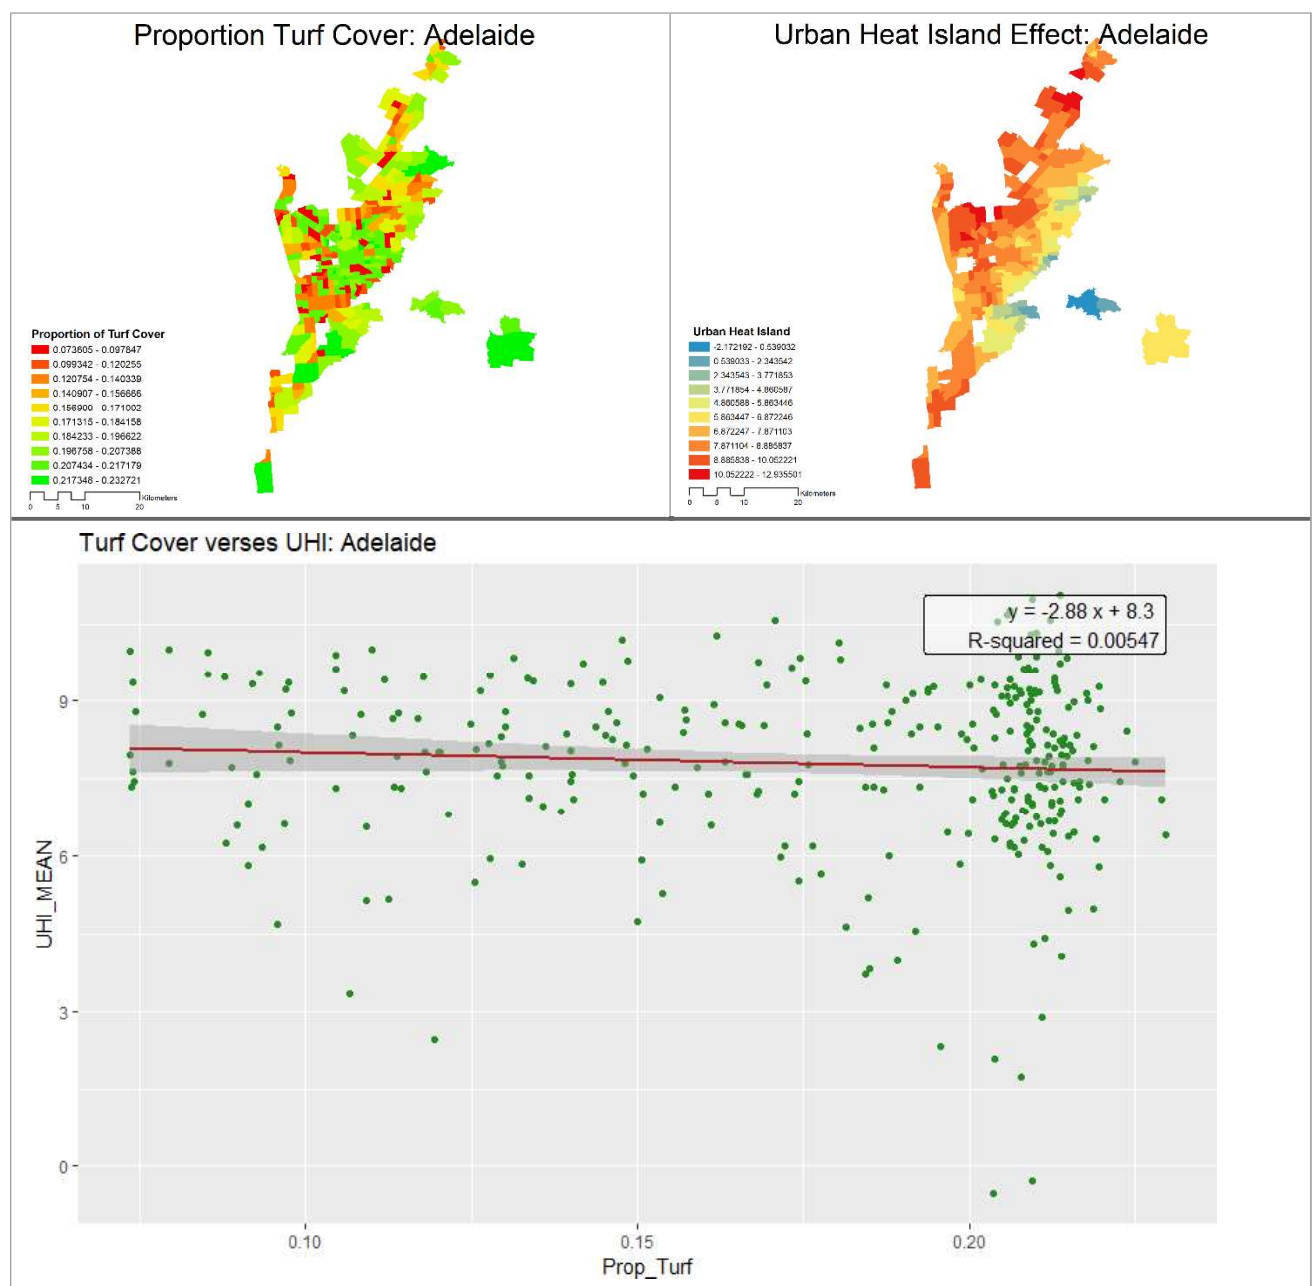 Proportion Turf Cover: Adelaide
Proportion of Turf Cover
0.073605 - 0.097847
0.099342 - 0.120255
0.120754 - 0.140339
0.140907 - 0.156666
0.156900 - 0.171002
0.171315 - 0.184158
0.184233 - 0.196622
0.196758 - 0.207388
0.207434 - 0.217179
0.217348 - 0.232721
Kilometers
0 5 10 20
Urban Heat Island Effect: Adelaide
Urban Heat Island
-2.172192 - 0.539032
0.539033 - 2.343542
2.343543 - 3.771853
3.771854 - 4.860587
4.860588 - 5.863446
5.863447 - 6.872246
6.872247 - 7.871103
7.871104 - 8.885837
8.885838 - 10.052221
10.052222 - 12.935501
Kilometers
0 5 10 20
Turf Cover verses UHI: Adelaide
y = -2.88 x + 8.3
R-squared = 0.00547
UHI_MEAN
9
6
3
0
0.10 0.15 0.20
Prop_Turf